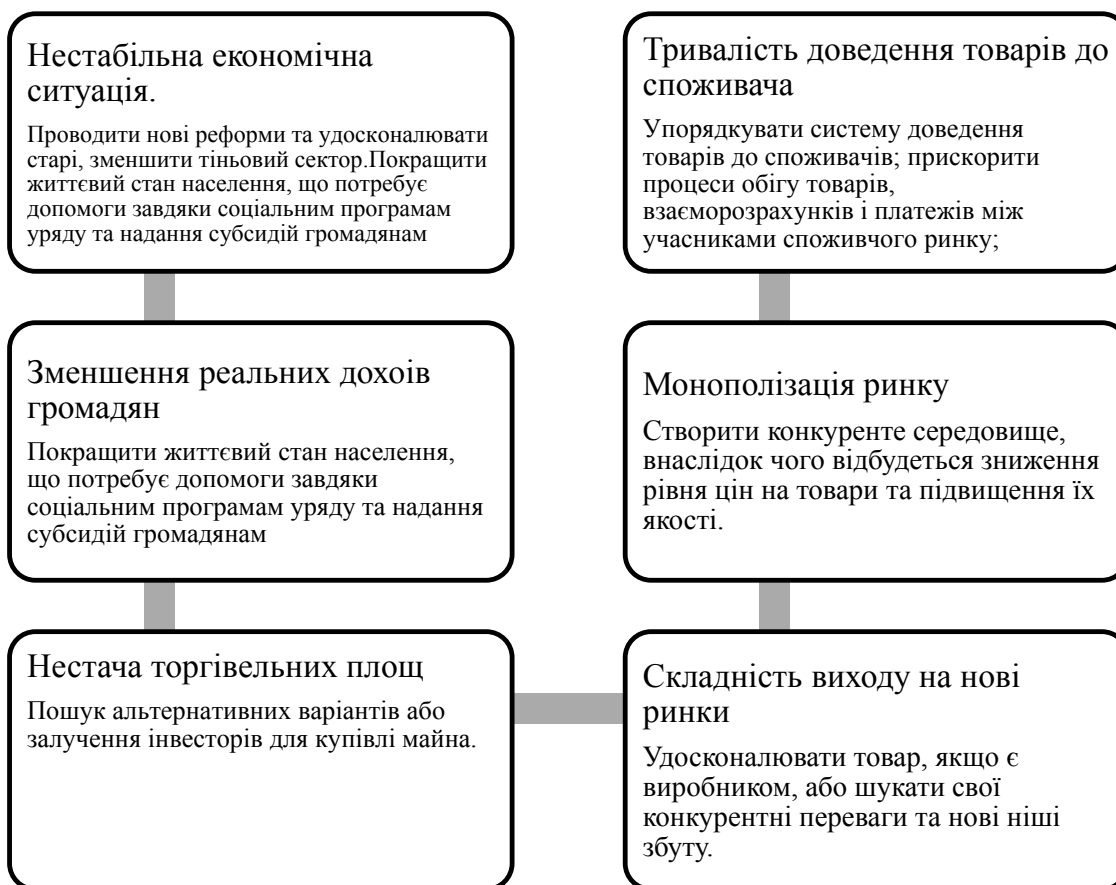 Нестабільна економічна
ситуація.
Проводити нові реформи та удосконалювати
старі, зменшити тіньовий сектор.Покращити
життєвий стан населення, що потребує
допомоги завдяки соціальним програмам
уряду та надання субсидій громадянам
Зменшення реальних дохоів
громадян
Покращити життєвий стан населення,
що потребує допомоги завдяки
соціальним програмам уряду та надання
субсидій громадянам
Нестача торгівельних площ
Пошук альтернативних варіантів або
залучення інвесторів для купівлі майна.
Складність виходу на нові
ринки
Удосконалювати товар, якщо є
виробником, або шукати свої
конкурентні переваги та нові ніші
збуту.
Монополізація ринку
Створити конкуренте середовище,
внаслідок чого відбудеться зниження
рівня цін на товари та підвищення їх
якості.
Тривалість доведення товарів до
споживача
Упорядкувати систему доведення
товарів до споживачів; прискорити
процеси обігу товарів,
взаєморозрахунків і платежів між
учасниками споживчого ринку;